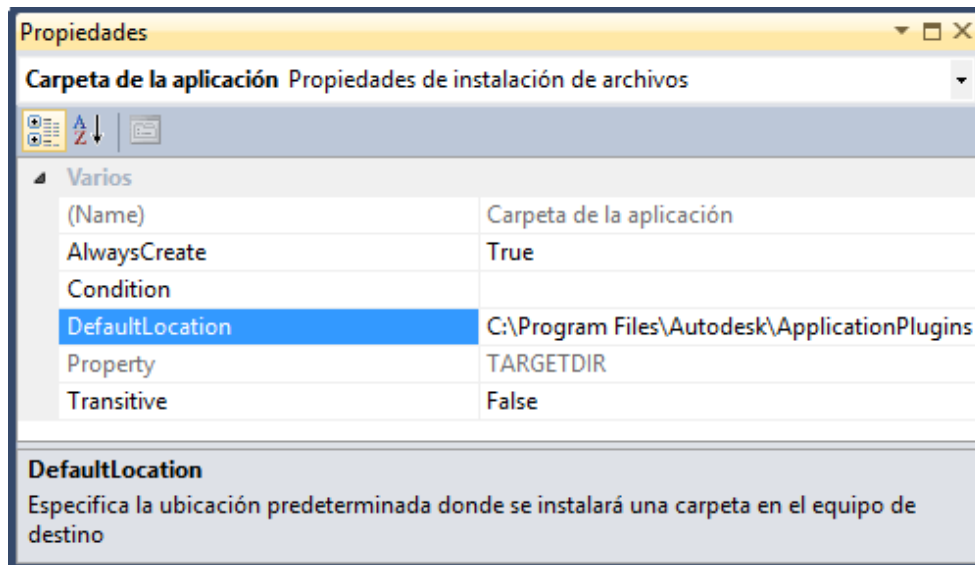 Propiedades
Carpeta de la aplicación Propiedades de instalación de archivos
Varios
(Name) Carpeta de la aplicación
AlwaysCreate True
Condition
DefaultLocation C:\Program Files\Autodesk\ApplicationPlugins
Property TARGETDIR
Transitive False
DefaultLocation
Especifica la ubicación predeterminada donde se instalará una carpeta en el equipo de
destino